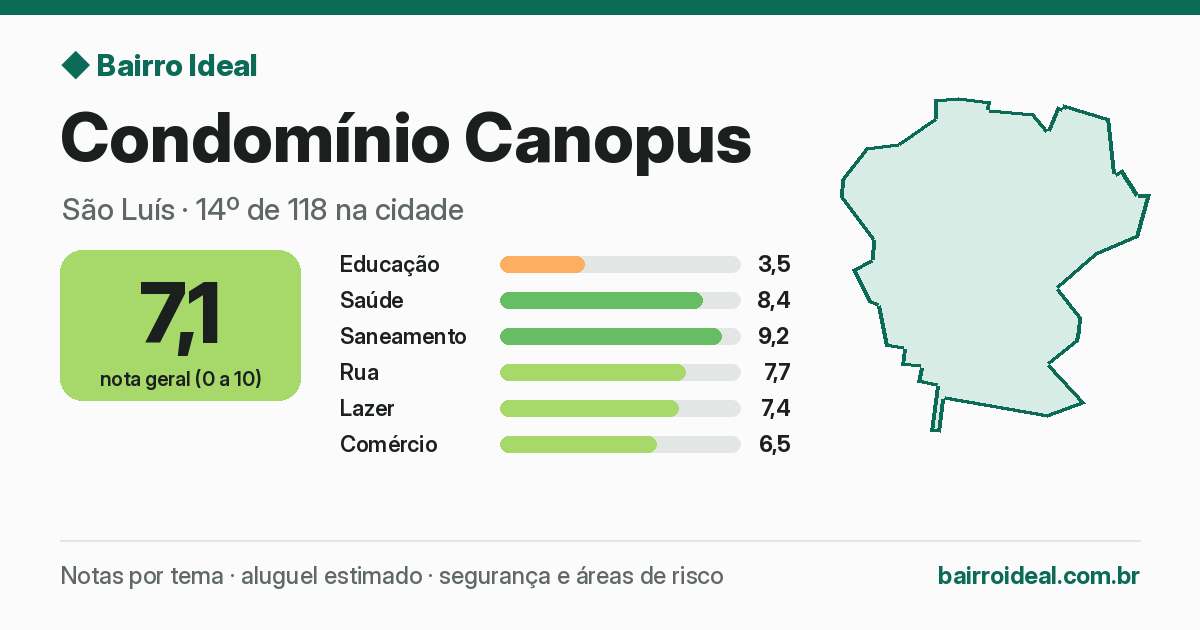 Bairro Ideal
Condomínio Canopus
São Luís · 14º de 118 na cidade
7,1
nota geral (0 a 10)
Educação 3,5
Saúde 8,4
Saneamento 9,2
Rua 7,7
Lazer 7,4
Comércio 6,5
Notas por tema · aluguel estimado · segurança e áreas de risco
bairroideal.com.br